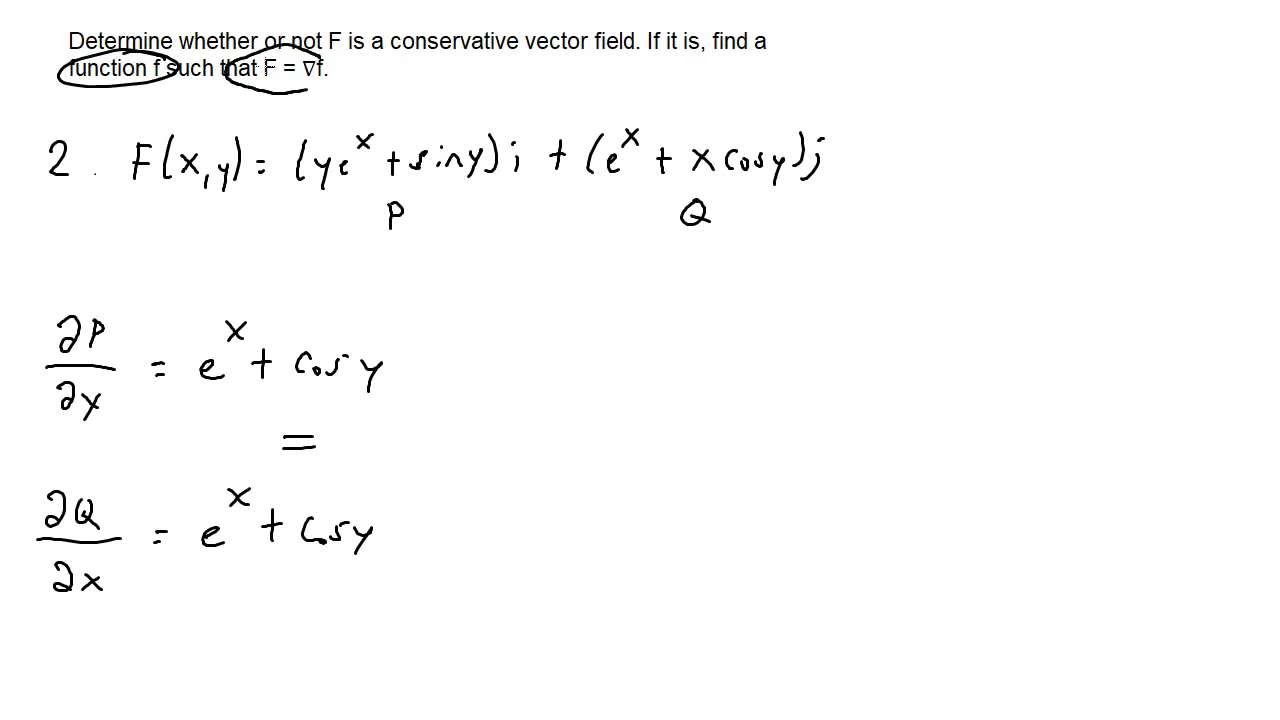 Determine whether or not F is a conservative vector field. If it is, find a
function f such that F = ∇f.
2. F(x,y) = (ye^x + sin y) i + (e^x + x cos y) j
P Q
∂P/∂y = e^x + cos y
=
∂Q/∂x = e^x + cos y